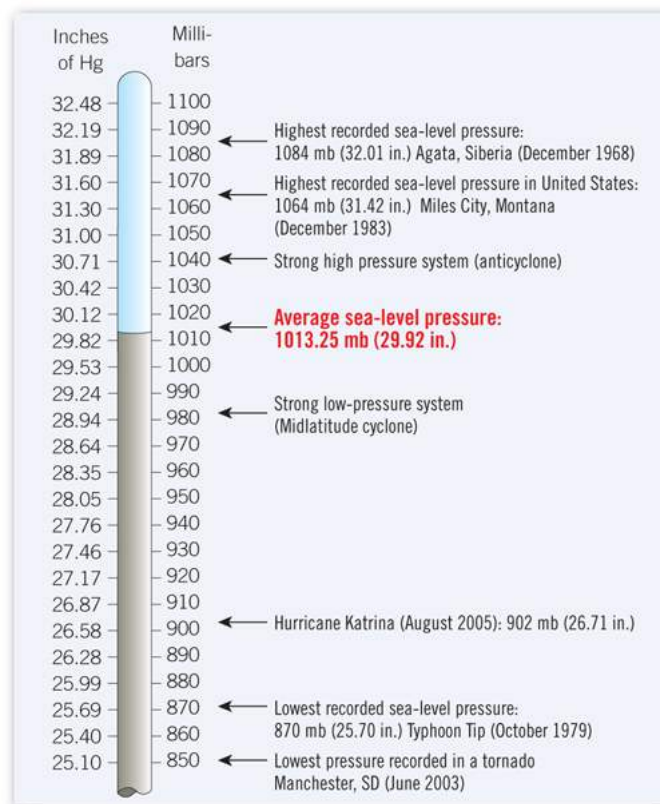 Inches of Hg
Milli-bars
32.48 1100
32.19 1090
31.89 1080
31.60 1070
31.30 1060
31.00 1050
30.71 1040
30.42 1030
30.12 1020
29.82 1010
29.53 1000
29.24 990
28.94 980
28.64 970
28.35 960
28.05 950
27.76 940
27.46 930
27.17 920
26.87 910
26.58 900
26.28 890
25.99 880
25.69 870
25.40 860
25.10 850
Highest recorded sea-level pressure:
1084 mb (32.01 in.) Agata, Siberia (December 1968)
Highest recorded sea-level pressure in United States:
1064 mb (31.42 in.) Miles City, Montana
(December 1983)
Strong high pressure system (anticyclone)
Average sea-level pressure:
1013.25 mb (29.92 in.)
Strong low-pressure system
(Midlatitude cyclone)
Hurricane Katrina (August 2005): 902 mb (26.71 in.)
Lowest recorded sea-level pressure:
870 mb (25.70 in.) Typhoon Tip (October 1979)
Lowest pressure recorded in a tornado
Manchester, SD (June 2003)